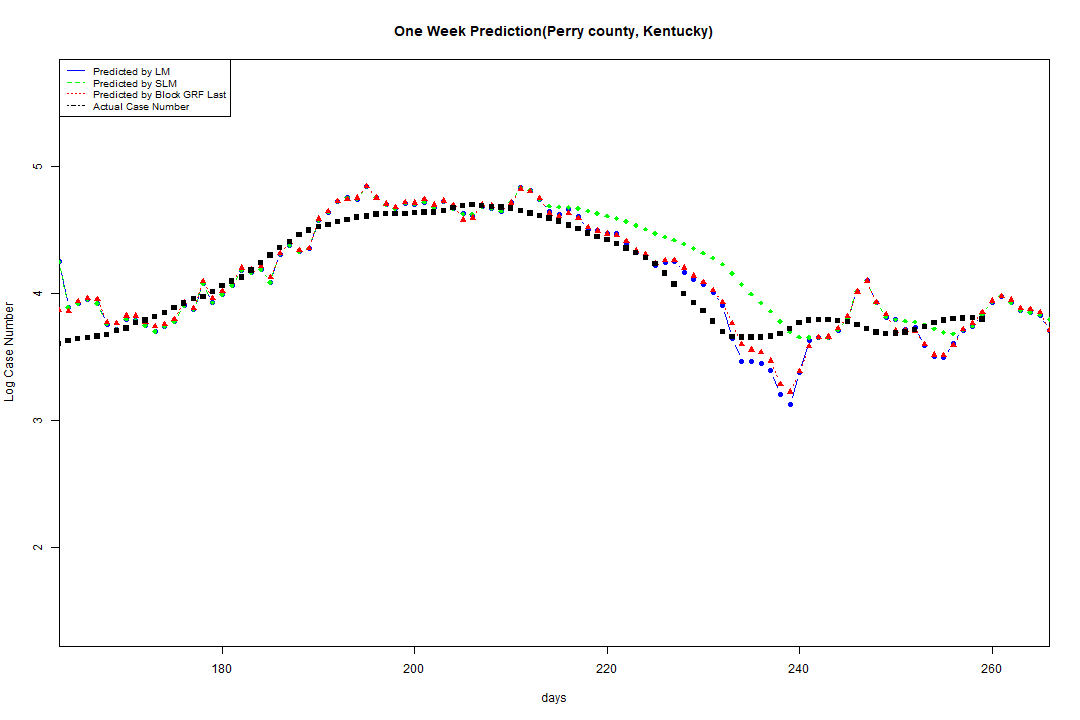 One Week Prediction(Perry county, Kentucky)
Predicted by LM
Predicted by SLM
Predicted by Block GRF Last
Actual Case Number
5
4
3
2
Log Case Number
180 200 220 240 260
days